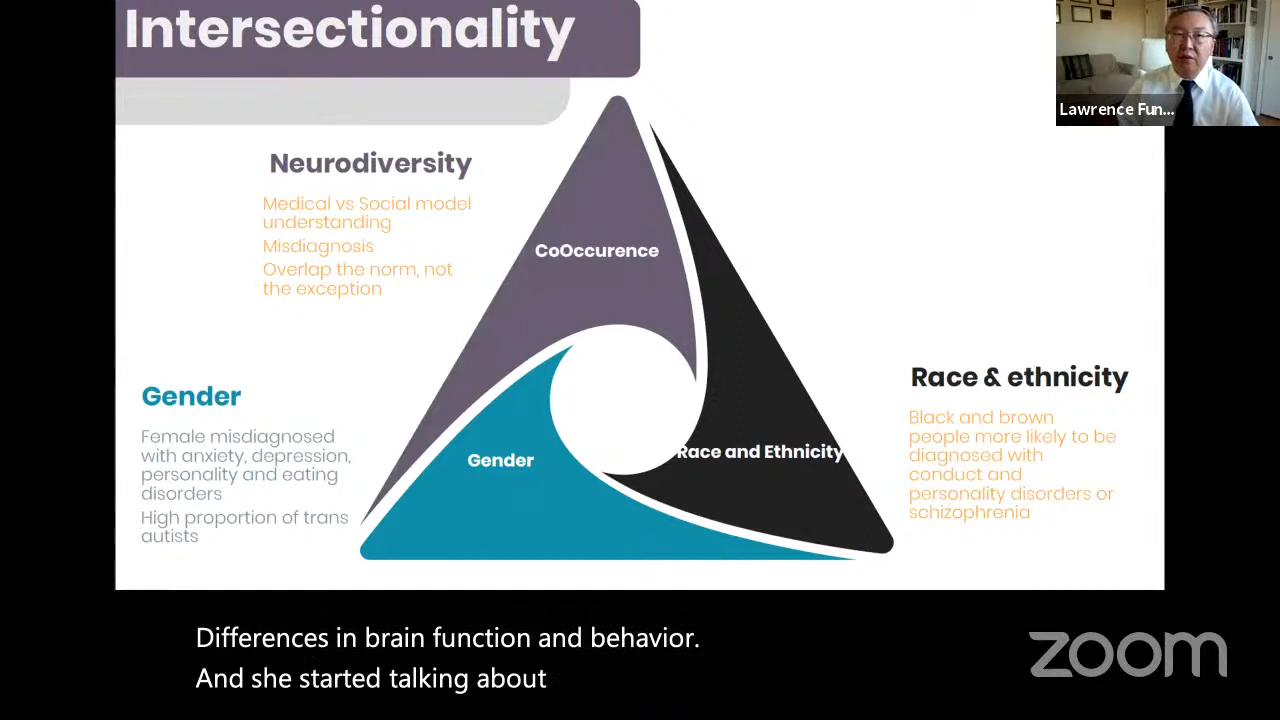 Intersectionality
Lawrence Fun...
Neurodiversity
Medical vs Social model
understanding
Misdiagnosis
Overlap the norm, not
the exception
CoOccurence
Gender
Female misdiagnosed
with anxiety, depression,
personality and eating
disorders
High proportion of trans
autists
Gender
Race and Ethnicity
Race & ethnicity
Black and brown
people more likely to be
diagnosed with
conduct and
personality disorders or
schizophrenia
Differences in brain function and behavior.
And she started talking about
zoom